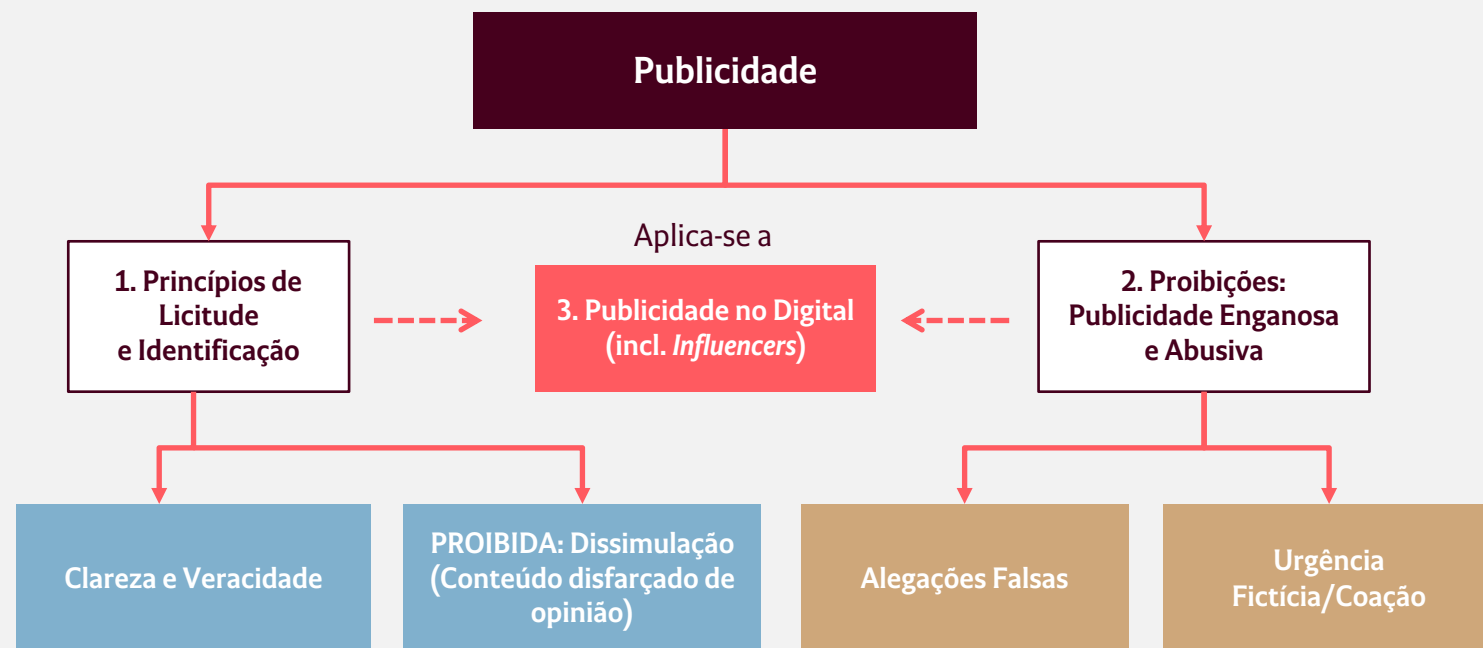 Publicidade
Aplica-se a
1. Princípios de
Licitude
e Identificação
3. Publicidade no Digital
(incl. Influencers)
2. Proibições:
Publicidade Enganosa
e Abusiva
Clareza e Veracidade
PROIBIDA: Dissimulação
(Conteúdo disfarçado de
opinião)
Alegações Falsas
Urgência
Fictícia/Coação